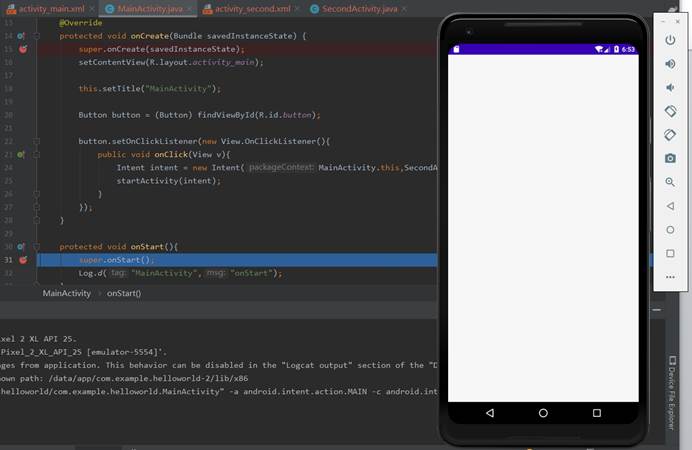 activity_main.xml MainActivity.java activity_second.xml SecondActivity.java
13 @Override
14 protected void onCreate(Bundle savedInstanceState) {
15 super.onCreate(savedInstanceState);
16 setContentView(R.layout.activity_main);
17
18 this.setTitle("MainActivity");
19
20 Button button = (Button) findViewById(R.id.button);
21
22 button.setOnClickListener(new View.OnClickListener(){
23 public void onClick(View v){
24 Intent intent = new Intent( packageContext: MainActivity.this,SecondA
25 startActivity(intent);
26 }
27 });
28 }
29
30 protected void onStart(){
31 super.onStart();
32 Log.d( tag: "MainActivity", msg: "onStart");
MainActivity › onStart()
ixel 2 XL API 25.
Pixel_2_XL_API_25 [emulator-5554]'.
ages from application. This behavior can be disabled in the "Logcat output" section of the "D
own path: /data/app/com.example.helloworld-2/lib/x86
helloworld/com.example.helloworld.MainActivity" -a android.intent.action.MAIN -c android.int
6:53
Device File Explorer